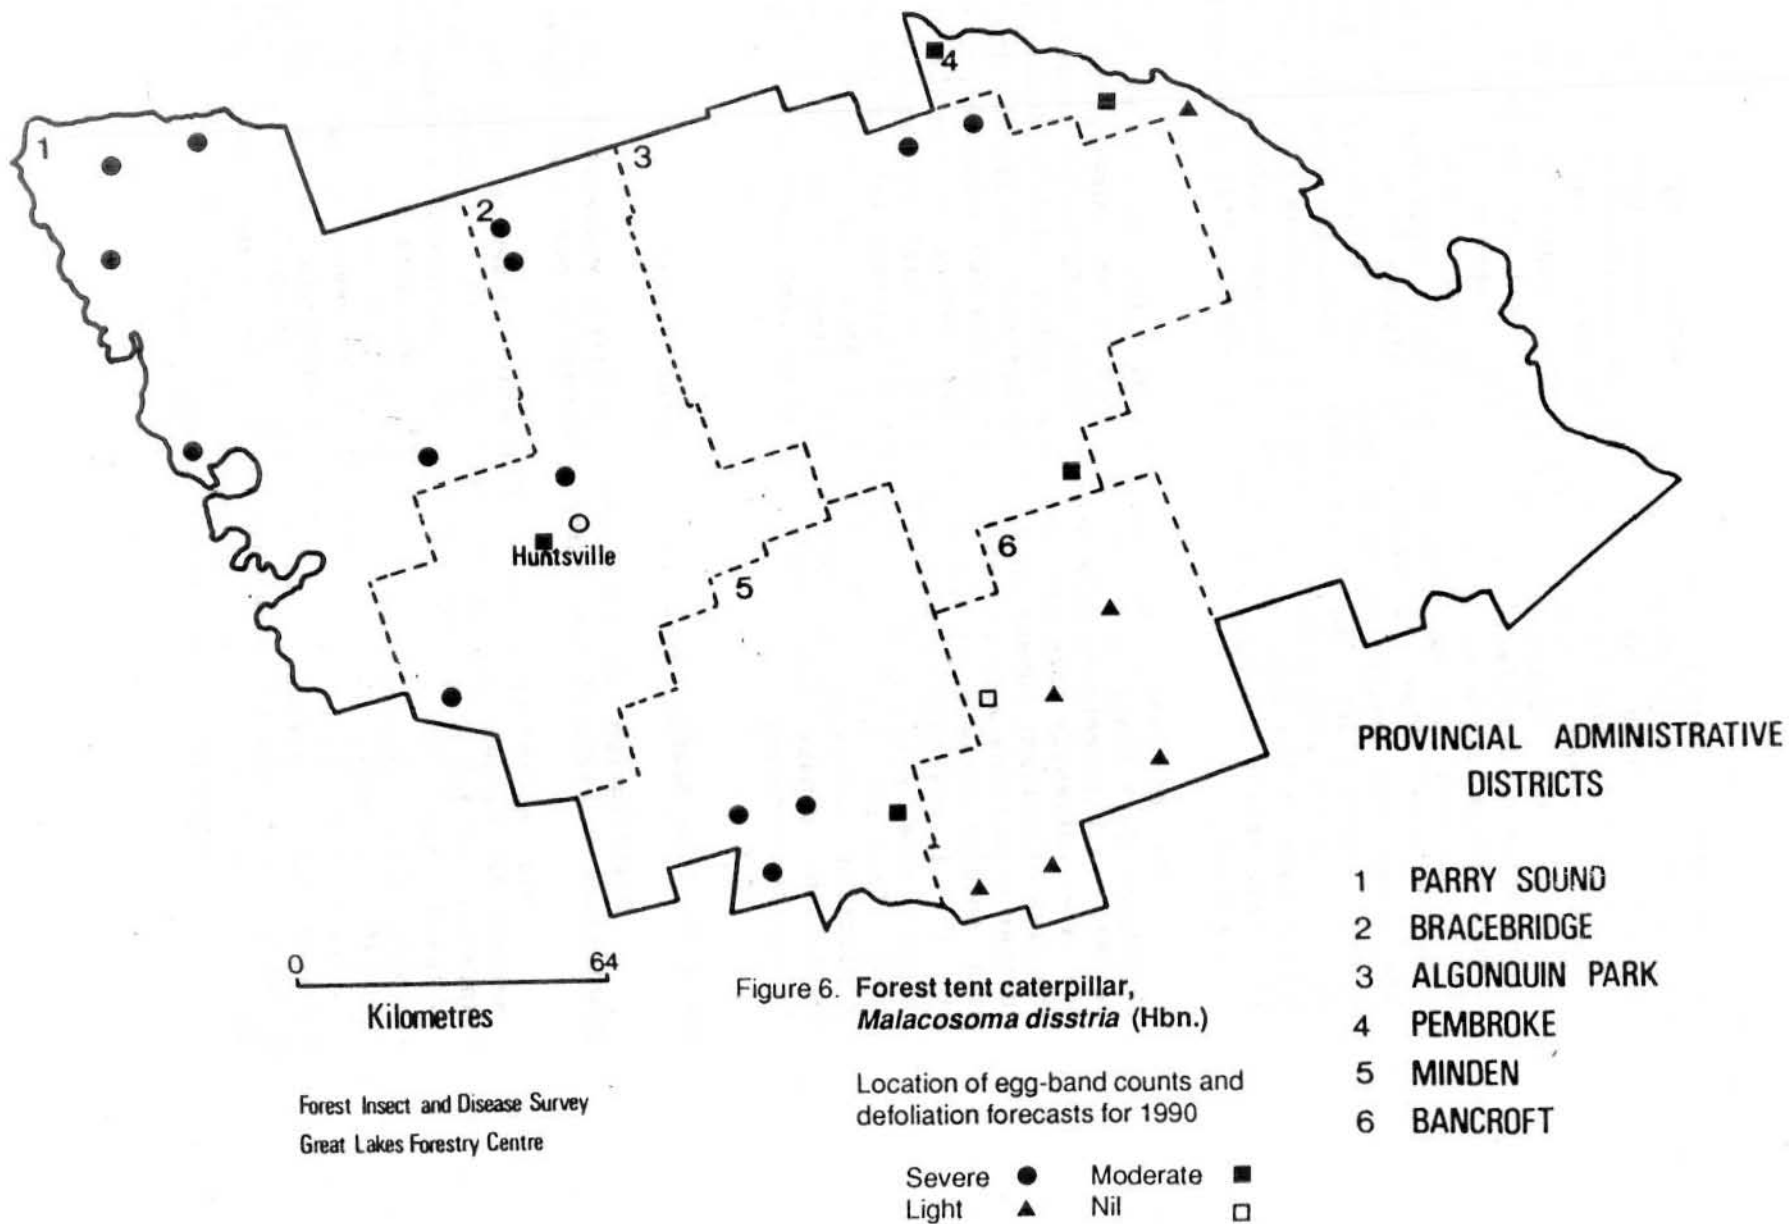 4
3
1
2
Huntsville
6
5
PROVINCIAL ADMINISTRATIVE
DISTRICTS
1 PARRY SOUND
2 BRACEBRIDGE
3 ALGONQUIN PARK
4 PEMBROKE
5 MINDEN
6 BANCROFT
0 64
Kilometres
Figure 6. Forest tent caterpillar,
Malacosoma disstria (Hbn.)
Location of egg-band counts and
defoliation forecasts for 1990
Forest Insect and Disease Survey
Great Lakes Forestry Centre
Severe Moderate
Light Nil